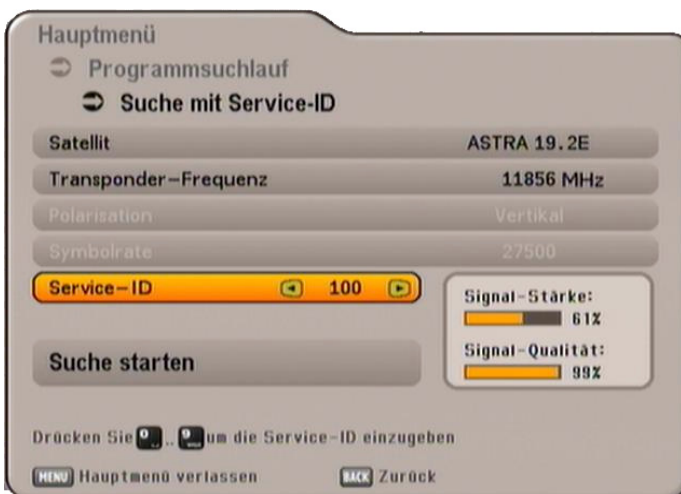 Hauptmenü
Programmsuchlauf
Suche mit Service-ID
Satellit ASTRA 19.2E
Transponder-Frequenz 11856 MHz
Polarisation Vertikal
Symbolrate 27500
Service-ID 100
Signal-Stärke:
61%
Suche starten
Signal-Qualität:
99%
Drücken Sie 0 .. 9 um die Service-ID einzugeben
MENU Hauptmenü verlassen BACK Zurück